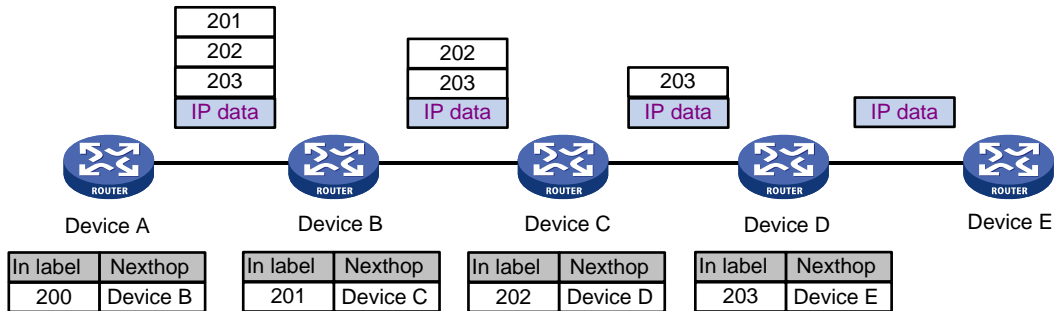 201
202
203
IP data
202
203
IP data
203
IP data
IP data
ROUTER
ROUTER
ROUTER
ROUTER
ROUTER
Device A
Device B
Device C
Device D
Device E
In label Nexthop
200 Device B
In label Nexthop
201 Device C
In label Nexthop
202 Device D
In label Nexthop
203 Device E